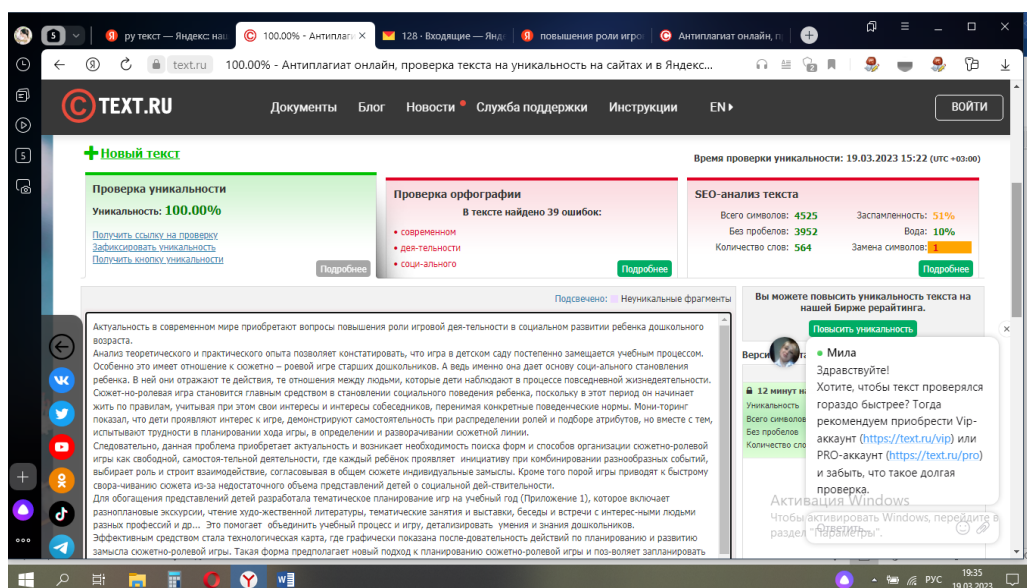 5
ру текст — Яндекс: наш
100.00% - Антиплаги
128 · Входящие — Янд
повышения роли игро
Антиплагиат онлайн, п
text.ru
100.00% - Антиплагиат онлайн, проверка текста на уникальность на сайтах и в Яндекс...
TEXT.RU
Документы
Блог
Новости
Служба поддержки
Инструкции
EN
ВОЙТИ
5
Новый текст
Время проверки уникальности: 19.03.2023 15:22 (UTC +03:00)
Проверка уникальности
Уникальность: 100.00%
Получить ссылку на проверку
Зафиксировать уникальность
Получить кнопку уникальности
Подробнее
Проверка орфографии
В тексте найдено 39 ошибок:
• современном
• дея-тельности
• соци-ального
Подробнее
SEO-анализ текста
Всего символов: 4525
Без пробелов: 3952
Количество слов: 564
Заспамленность: 51%
Вода: 10%
Замена символов: 1
Подробнее
Подсвечено: Неуникальные фрагменты
Актуальность в современном мире приобретают вопросы повышения роли игровой дея-тельности в социальном развитии ребенка дошкольного
возраста.
Анализ теоретического и практического опыта позволяет констатировать, что игра в детском саду постепенно замещается учебным процессом.
Особенно это имеет отношение к сюжетно – роевой игре старших дошкольников. А ведь именно она дает основу соци-ального становления
ребенка. В ней они отражают те действия, те отношения между людьми, которые дети наблюдают в процессе повседневной жизнедеятельности.
Сюжет-но-ролевая игра становится главным средством в становлении социального поведения ребенка, поскольку в этот период он начинает
жить по правилам, учитывая при этом свои интересы и интересы собеседников, перенимая конкретные поведенческие нормы. Мони-торинг
показал, что дети проявляют интерес к игре, демонстрируют самостоятельность при распределении ролей и подборе атрибутов, но вместе с тем,
испытывают трудности в планировании хода игры, в определении и разворачивании сюжетной линии.
Следовательно, данная проблема приобретает актуальность и возникает необходимость поиска форм и способов организации сюжетно-ролевой
игры как свободной, самостоя-тельной деятельности, где каждый ребёнок проявляет инициативу при комбинировании разнообразных событий,
выбирает роль и строит взаимодействие, согласовывая в общем сюжете индивидуальные замыслы. Кроме того порой игры приводят к быстрому
свора-чиванию сюжета из-за недостаточного объема представлений детей о социальной дей-ствительности.
Для обогащения представлений детей разработала тематическое планирование игр на учебный год (Приложение 1), которое включает
разноплановые экскурсии, чтение худо-жественной литературы, тематические занятия и выставки, беседы и встречи с интерес-ными людьми
разных профессий и др... Это помогает объединить учебный процесс и игру, детализировать умения и знания дошкольников.
Эффективным средством стала технологическая карта, где графически показана после-довательность действий по планированию и развитию
замысла сюжетно-ролевой игры. Такая форма предполагает новый подход к планированию сюжетно-ролевой игры и поз-воляет запланировать
Вы можете повысить уникальность текста на
нашей Бирже рерайтинга.
Повысить уникальность
Верси
12 минут н
Уникальность
Всего символов
Без пробелов
Количество сло
Мила
Здравствуйте!
Хотите, чтобы текст проверялся
гораздо быстрее? Тогда
рекомендуем приобрести Vip-
аккаунт (https://text.ru/vip) или
PRO-аккаунт (https://text.ru/pro)
и забыть, что такое долгая
проверка.
Ответить...
Активация Windows
Чтобы активировать Windows, перейдите в
раздел "Параметры".
РУС
19:35
19.03.2023